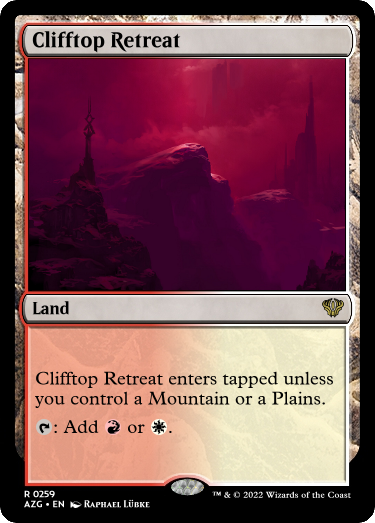 Clifftop Retreat
Land
Clifftop Retreat enters tapped unless
you control a Mountain or a Plains.
: Add or .
R 0259
AZG • EN Raphael Lübke
™ & © 2022 Wizards of the Coast